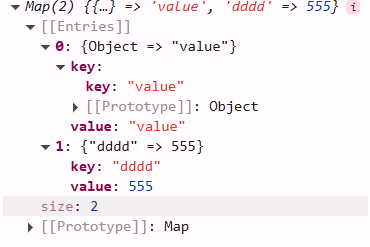 Map(2) {{…} => 'value', 'dddd' => 555} i
[[Entries]]
0: {Object => "value"}
key:
key: "value"
[[Prototype]]: Object
value: "value"
1: {"dddd" => 555}
key: "dddd"
value: 555
size: 2
[[Prototype]]: Map